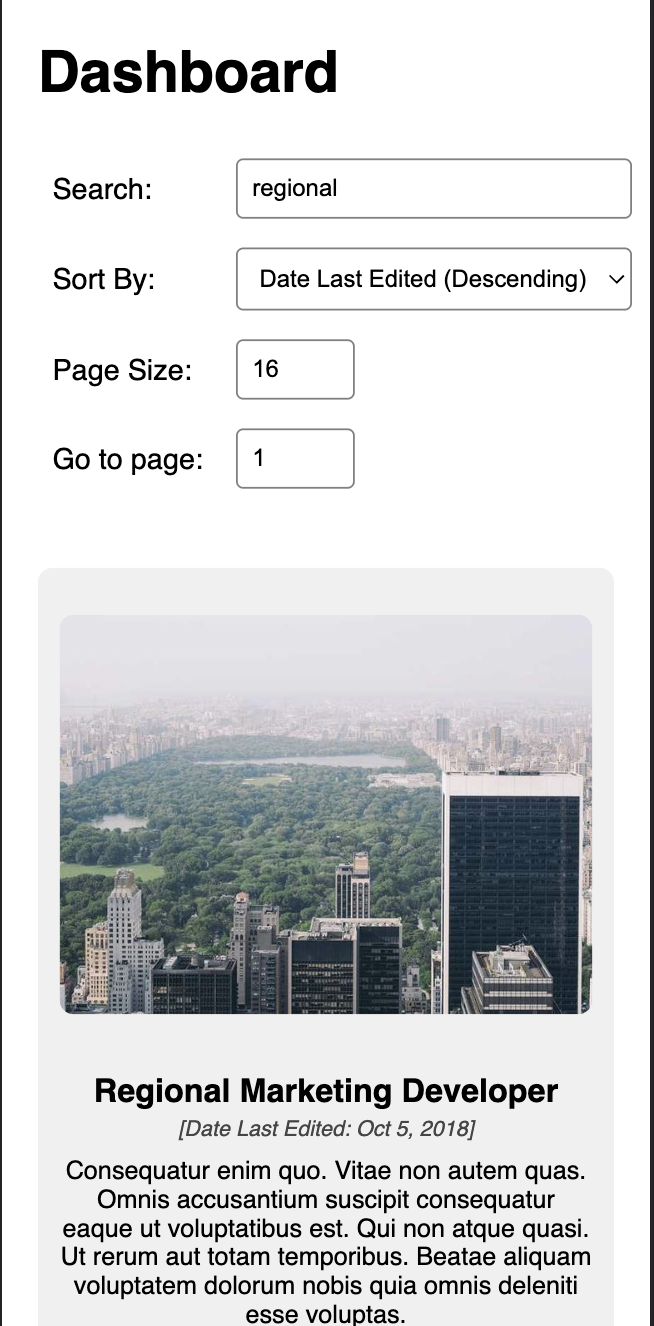 Dashboard
Search: regional
Sort By: Date Last Edited (Descending)
Page Size: 16
Go to page: 1
Regional Marketing Developer
[Date Last Edited: Oct 5, 2018]
Consequatur enim quo. Vitae non autem quas.
Omnis accusantium suscipit consequatur
eaque ut voluptatibus est. Qui non atque quasi.
Ut rerum aut totam temporibus. Beatae aliquam
voluptatem dolorum nobis quia omnis deleniti
esse voluptas.